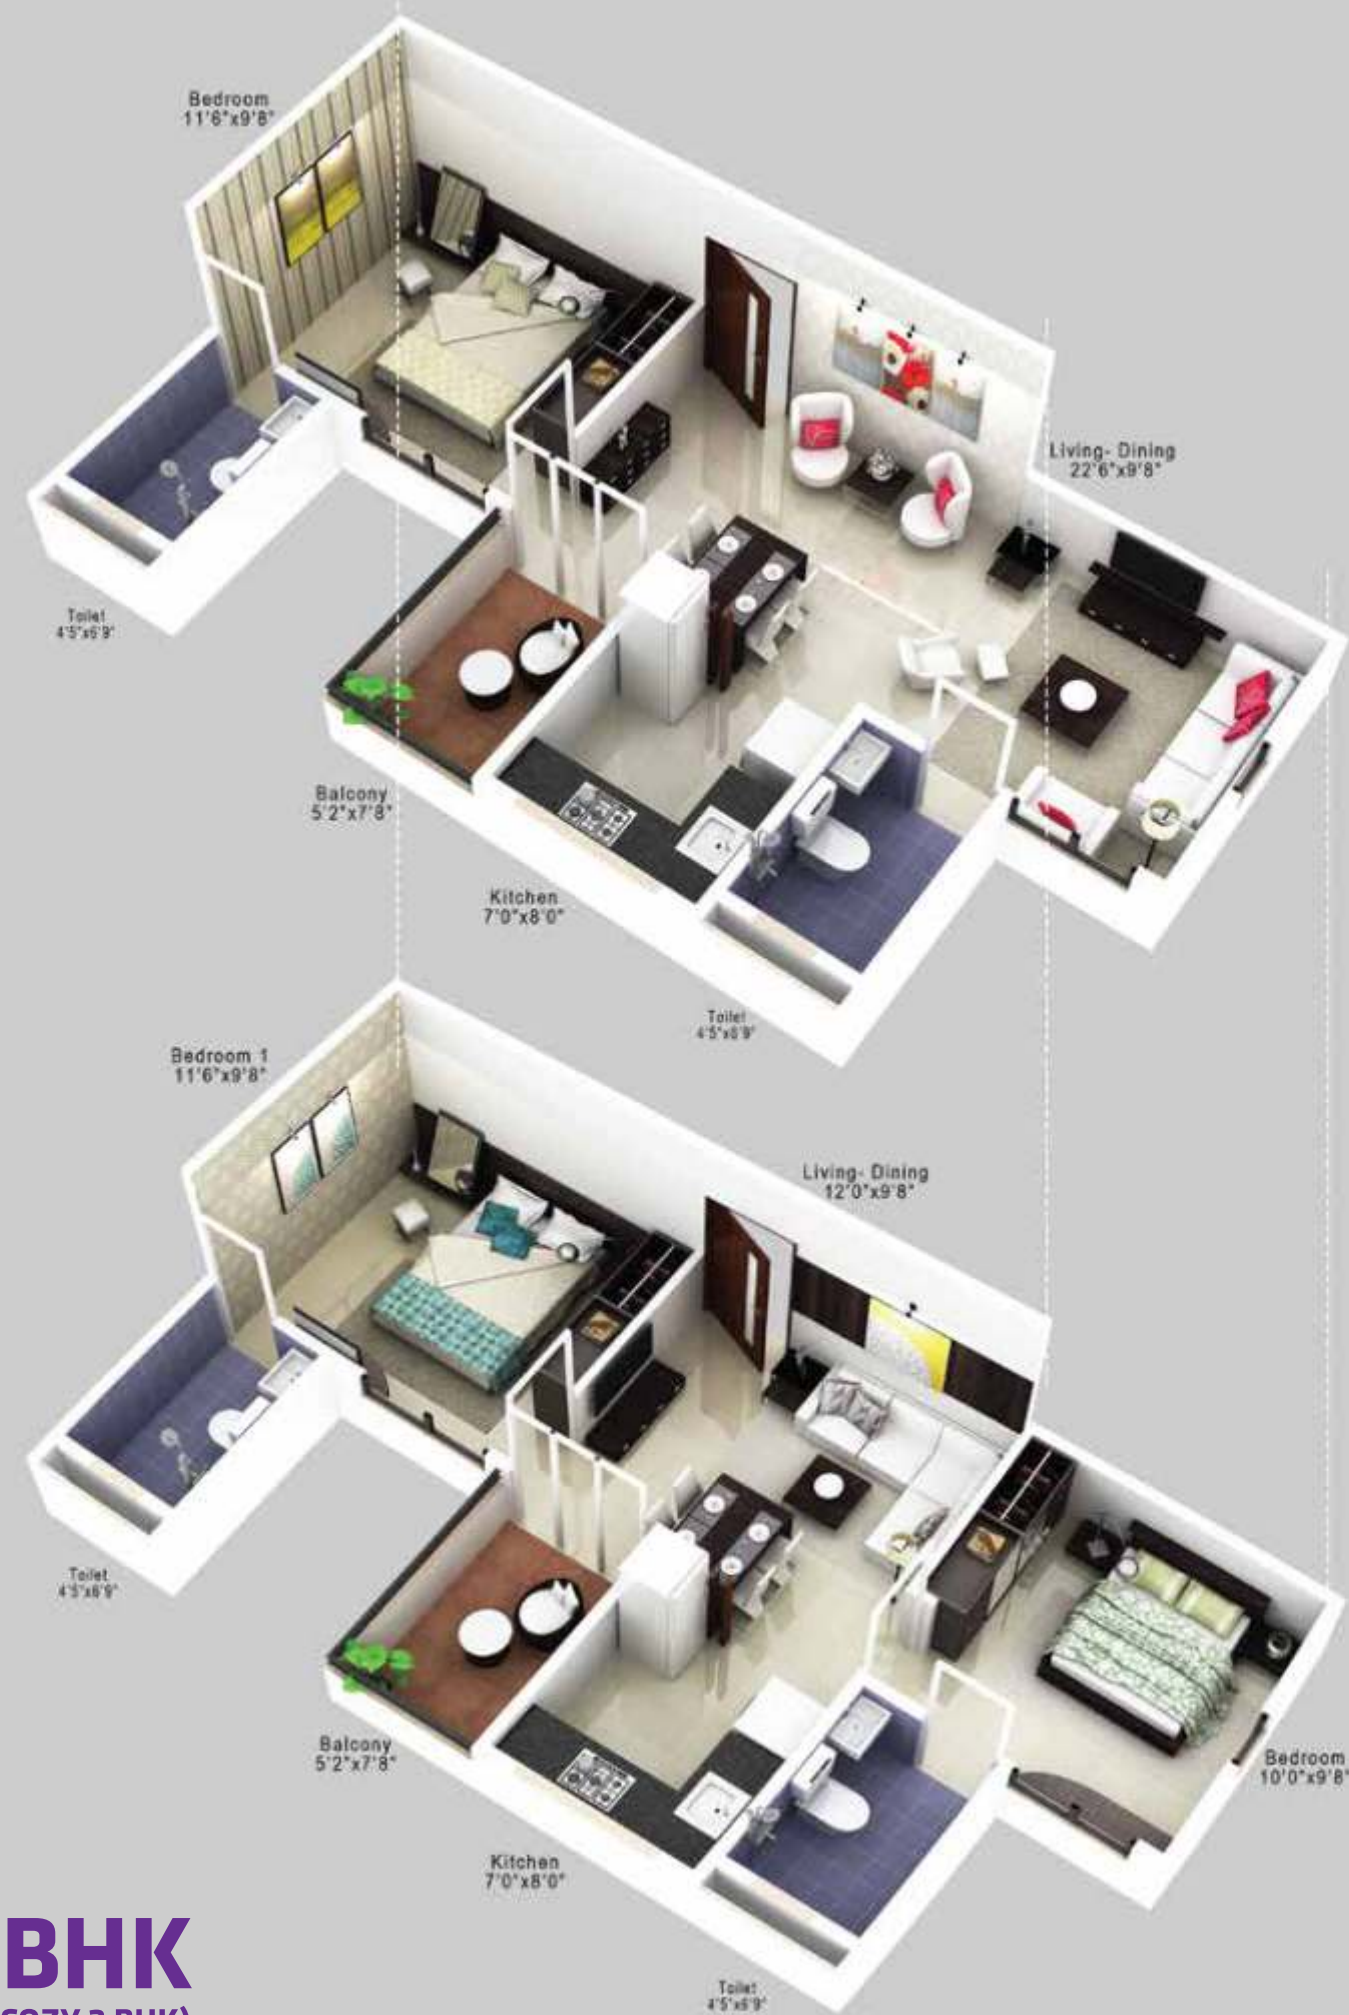 Bedroom
11'6"x9'8"
Living- Dining
22'6"x9'8"
Toilet
4'5"x6'9"
Balcony
5'2"x7'8"
Kitchen
7'0"x8'0"
Toilet
4'5"x6'9"
Bedroom 1
11'6"x9'8"
Living- Dining
12'0"x9'8"
Toilet
4'5"x6'9"
Balcony
5'2"x7'8"
Bedroom
10'0"x9'8"
Kitchen
7'0"x8'0"
Toilet
4'5"x6'9"
BHK
BHK)